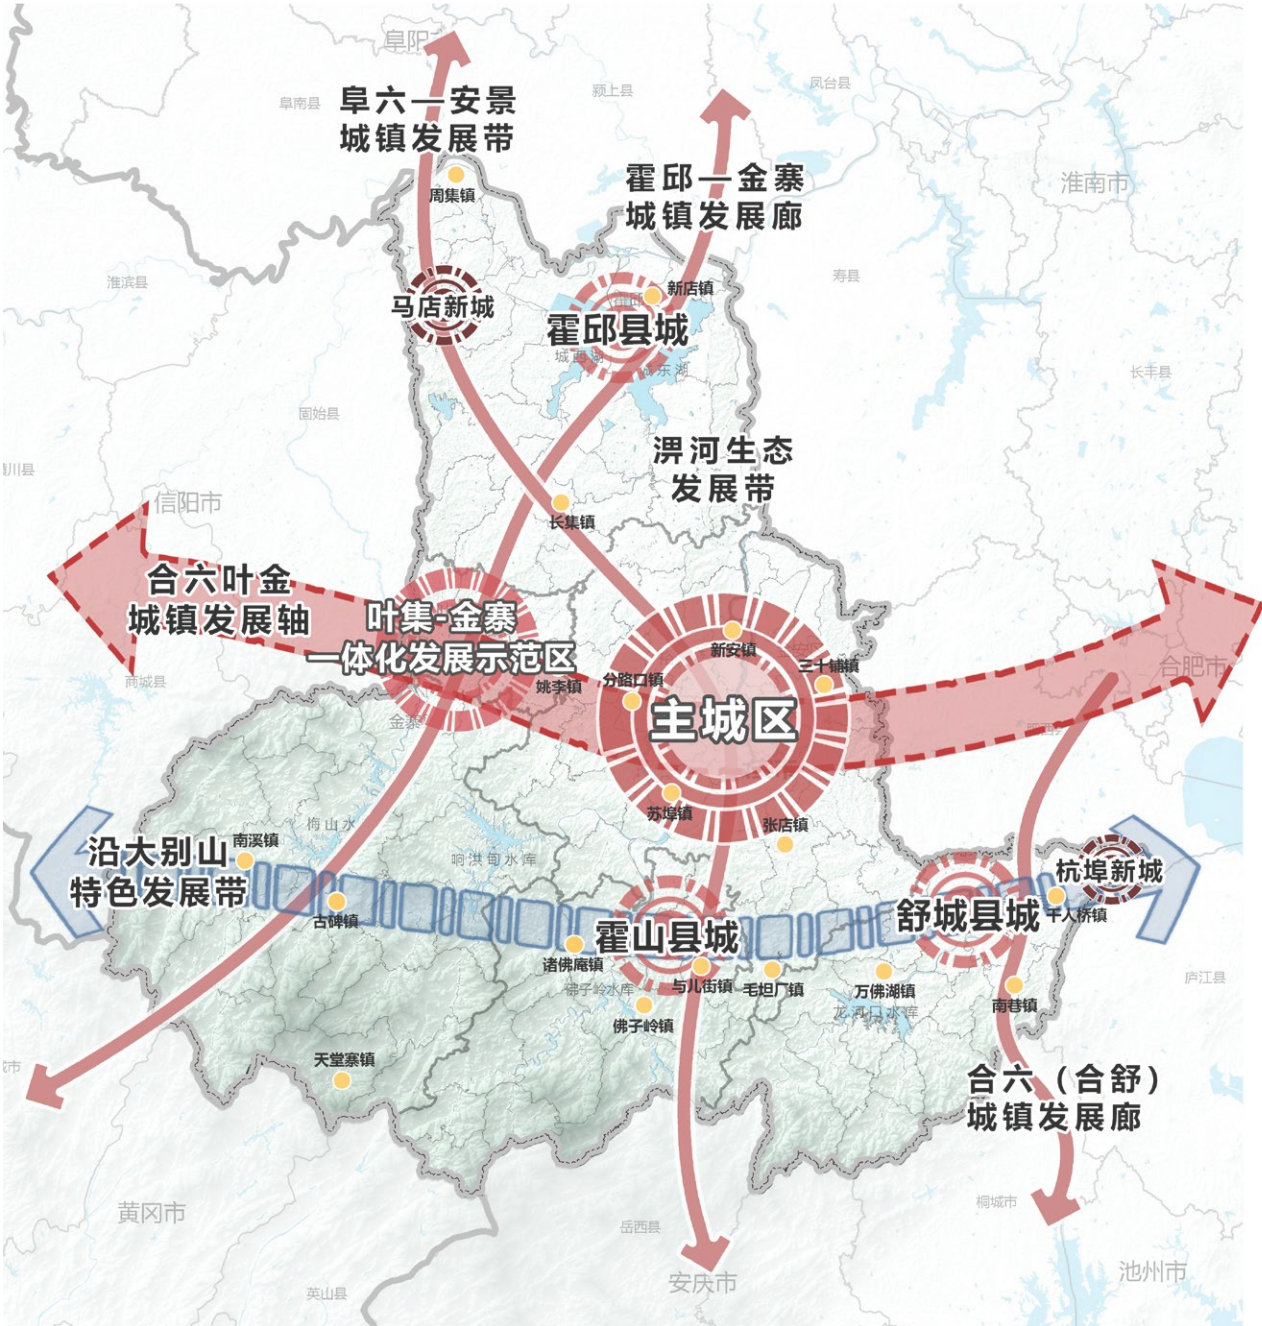 阜阳
阜六—安景
城镇发展带
阜南县
颍上县
凤台县
霍邱—金寨
城镇发展廊
淮南市
周集镇
淮滨县
寿县
新店镇
马店新城
霍邱县城
城西湖
城东湖
长丰县
固始县
潢川县
淠河生态
发展带
信阳市
长集镇
合六叶金
城镇发展轴
叶集-金寨
一体化发展示范区
新安镇
三十铺镇
合肥市
商城县
姚李镇
分路口镇
主城区
金寨
肥西县
苏埠镇
张店镇
梅山水
响洪甸水库
沿大别山
特色发展带
南溪镇
杭埠新城
古碑镇
霍山县城
舒城县城
千人桥镇
诸佛庵镇
佛子岭水库
与儿街镇
毛坦厂镇
万佛湖镇
南巷镇
庐江县
佛子岭镇
龙河口水库
天堂寨镇
合六（合舒）
城镇发展廊
黄冈市
岳西县
桐城市
安庆市
池州市
英山县